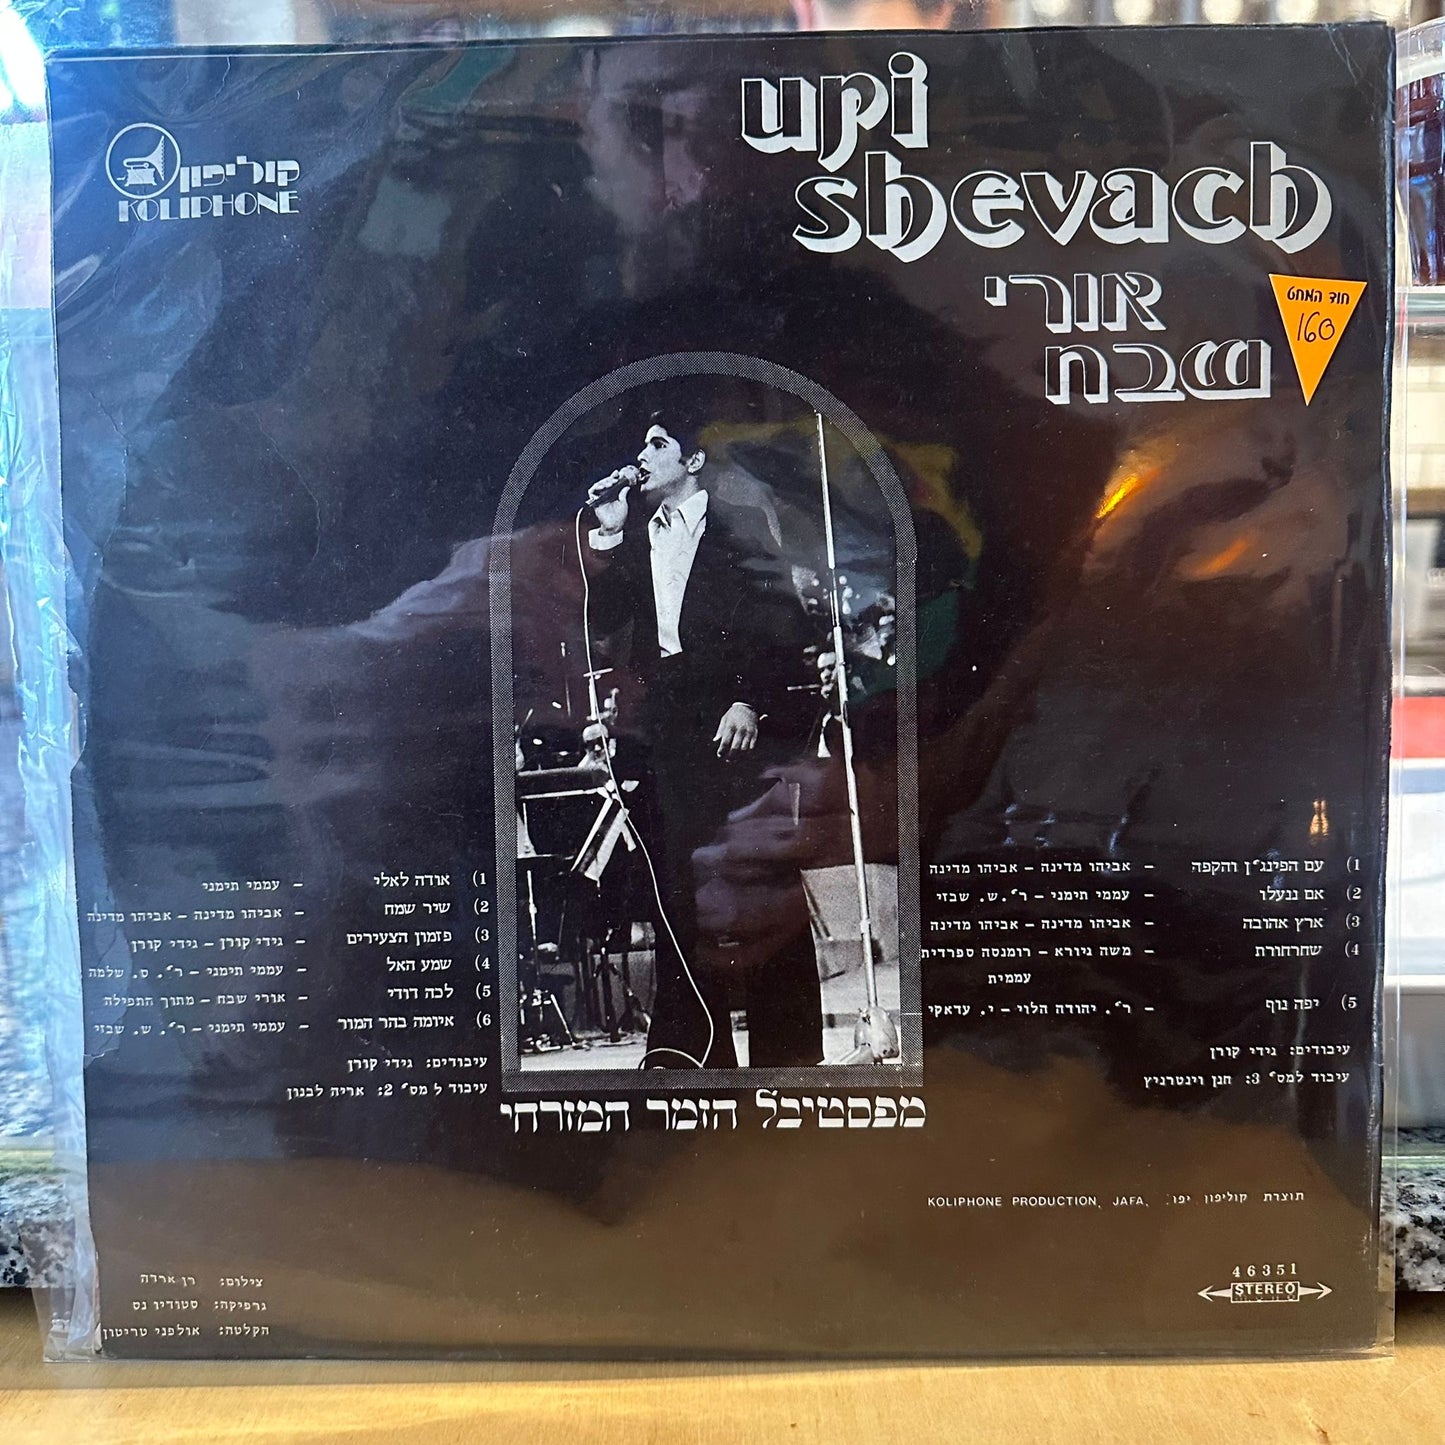 קוליפון
KOLIPHONE
uri
shevach
אורי
שבח
חוד המחט
160
1) עם הפינג׳ן והקפה – אביהו מדינה – אביהו מדינה
2) אם ננעלו – עממי תימני – ר׳. ש. שבזי
3) ארץ אהובה – אביהו מדינה – אביהו מדינה
4) שחרחורת – משה גיורא – רומנסה ספרדית
עממית
5) יפה נוף – ר׳. יהודה הלוי – י. עדאקי
עיבודים: גידי קורן
עיבוד למס׳ 3: חנן וינטרניץ
1) אודה לאלי – עממי תימני
2) שיר שמח – אביהו מדינה – אביהו מדינה
3) פזמון הצעירים – גידי קורן – גידי קורן
4) שמע האל – עממי תימני – ר׳. ס. שלמה
5) לכה דודי – אורי שבח – מתוך התפילה
6) איומה בהר המור – עממי תימני – ר׳. ש. שבזי
עיבודים: גידי קורן
עיבוד ל מס׳ 2: אריה לבנון
מפסטיבל הזמר המזרחי
KOLIPHONE PRODUCTION, JAFA, תוצרת קוליפון יפו
46351
STEREO
צילום: רן ארדה
גרפיקה: סטודיו נס
הקלטה: אולפני טריטון